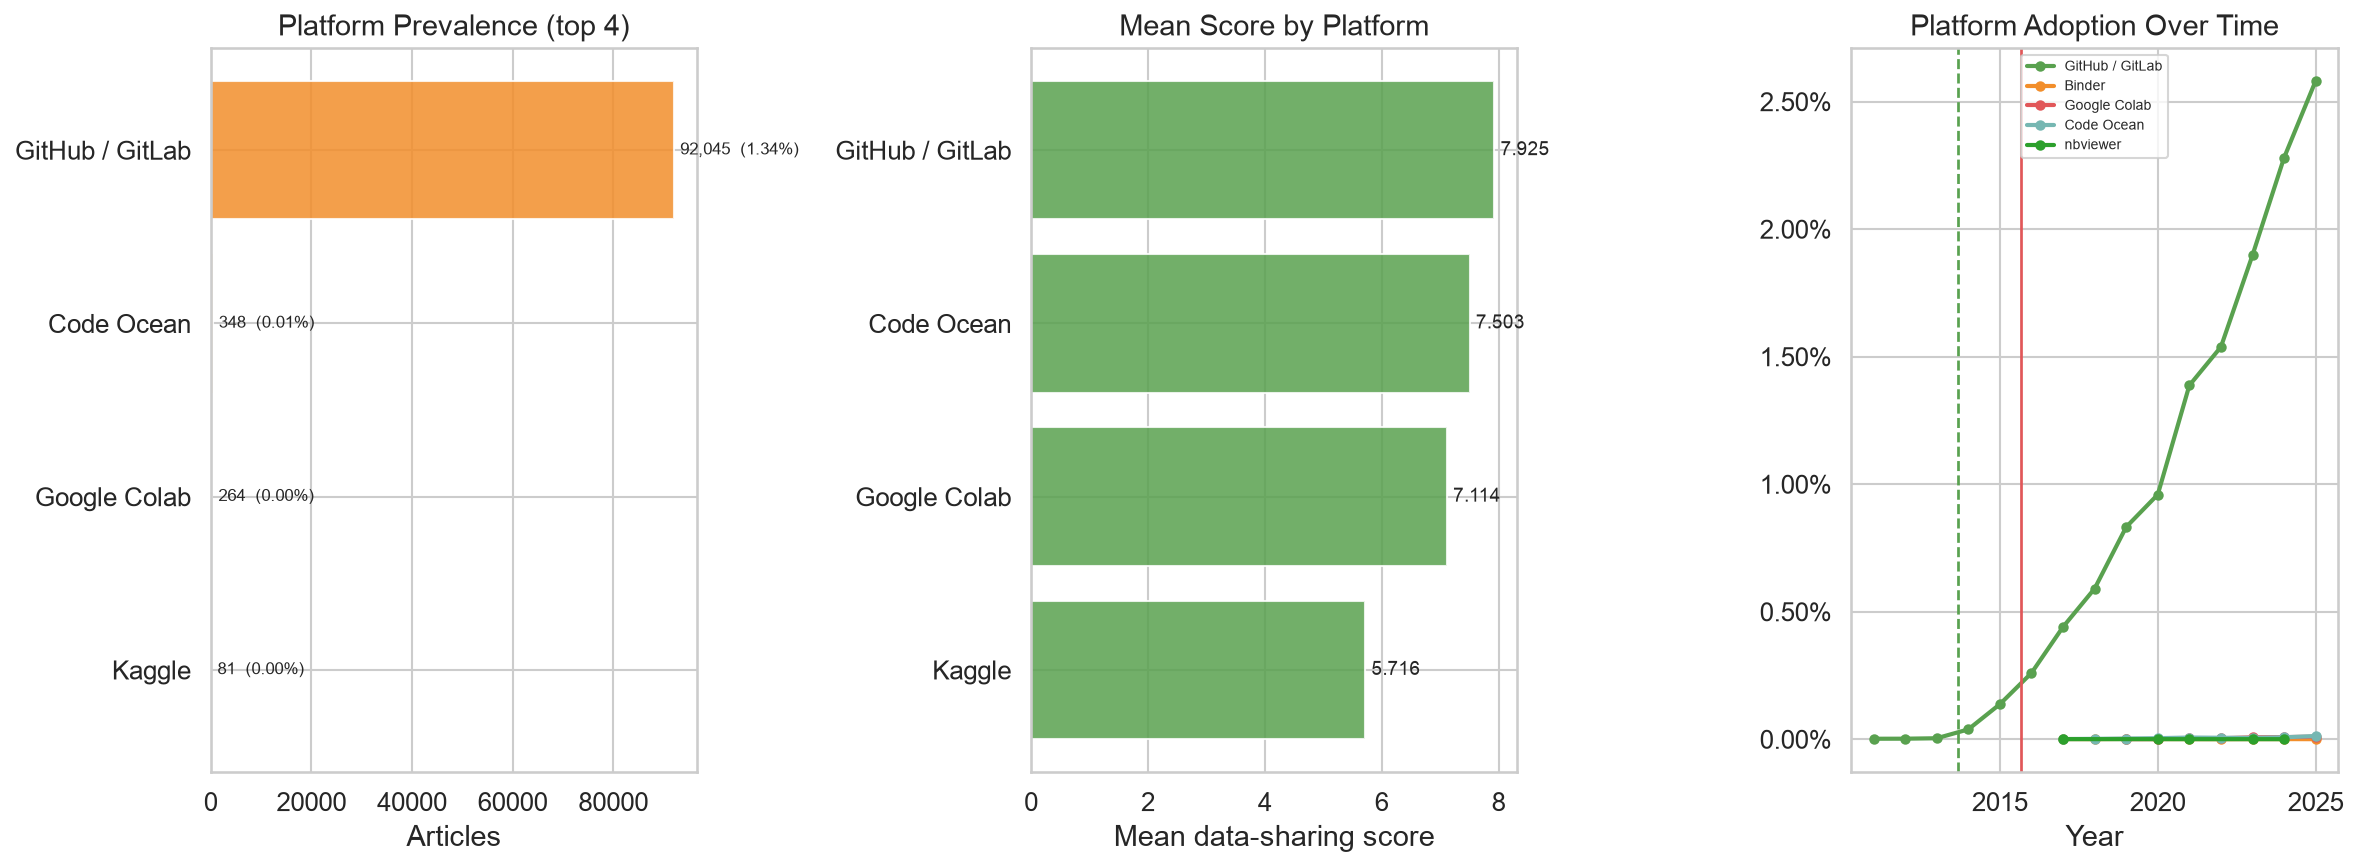 Platform Prevalence (top 4)
GitHub / GitLab
Code Ocean
Google Colab
Kaggle
92,045 (1.34%)
348 (0.01%)
264 (0.00%)
81 (0.00%)
0 20000 40000 60000 80000
Articles
Mean Score by Platform
GitHub / GitLab
Code Ocean
Google Colab
Kaggle
7.925
7.503
7.114
5.716
0 2 4 6 8
Mean data-sharing score
Platform Adoption Over Time
2.50%
2.00%
1.50%
1.00%
0.50%
0.00%
GitHub / GitLab
Binder
Google Colab
Code Ocean
nbviewer
2015 2020 2025
Year